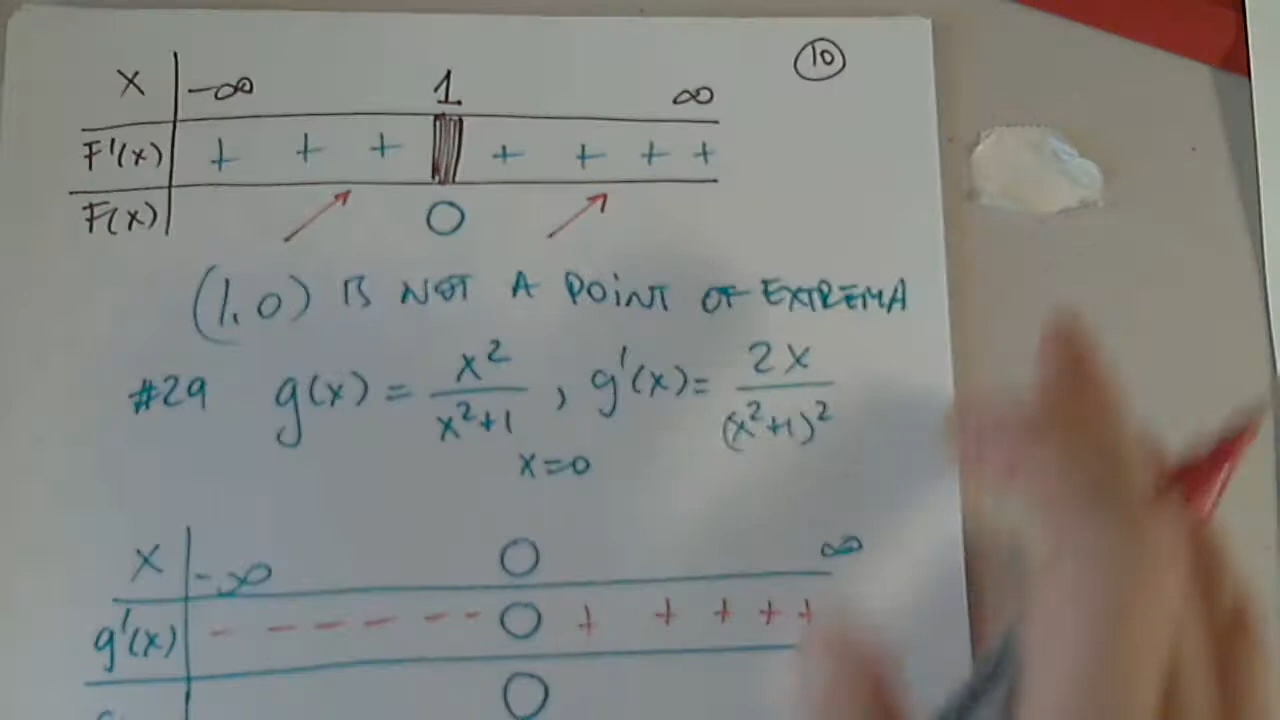 10
x -∞ 1 ∞
F'(x) + + + + + + +
F(x) 0
(1,0) IS NOT A POINT OF EXTREMA
#29 g(x) = x²/(x²+1), g'(x) = 2x/(x²+1)²
x=0
x -∞ 0 ∞
g'(x) - - - - - - 0 + + + + +
0